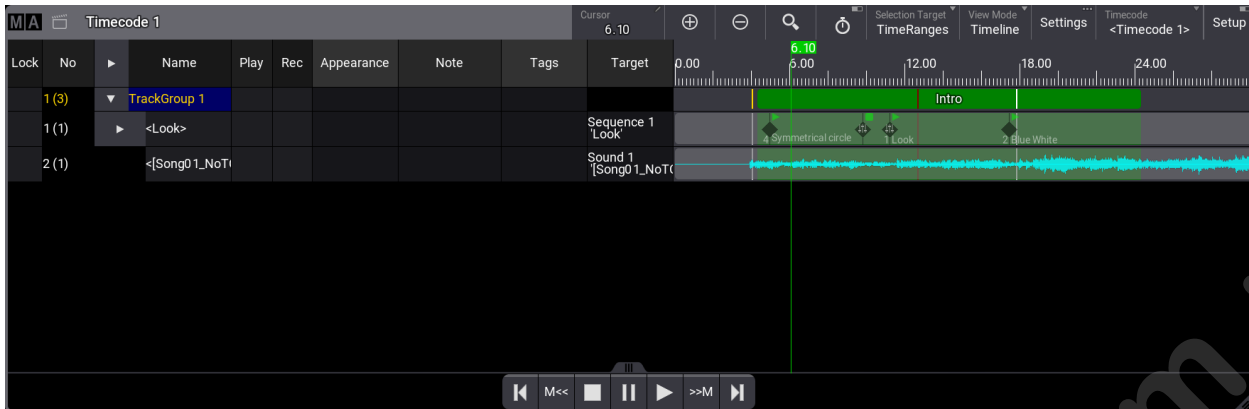 MA Timecode 1
Cursor
6.10
Selection Target
TimeRanges
View Mode
Timeline
Settings
Timecode
<Timecode 1>
Setup
Lock No Name Play Rec Appearance Note Tags Target
6.10
0.00 6.00 12.00 18.00 24.00
1 (3) TrackGroup 1 Intro
1 (1) <Look> Sequence 1
'Look'
4 Symmetrical circle 1 Look 2 Blue White
2 (1) <[Song01_NoT Sound 1
'[Song01_NoT
M<< >>M